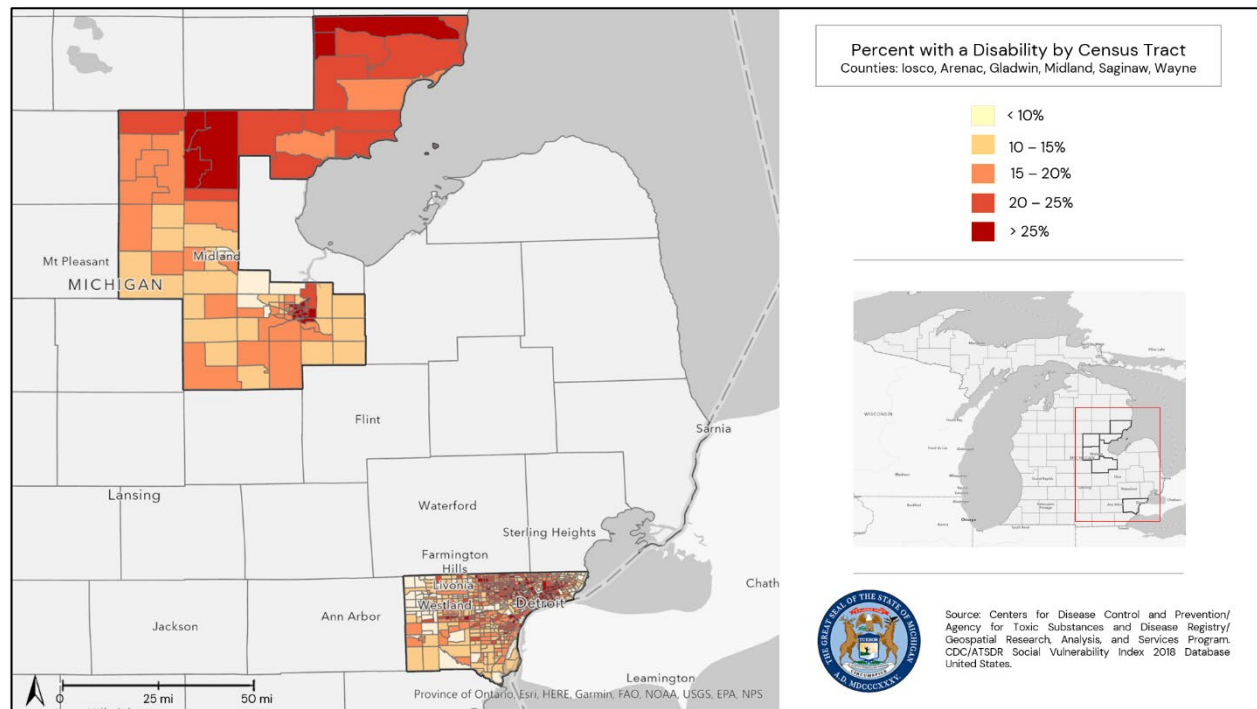 Percent with a Disability by Census Tract
Counties: Iosco, Arenac, Gladwin, Midland, Saginaw, Wayne
< 10%
10 – 15%
15 – 20%
20 – 25%
> 25%
Mt Pleasant
Midland
MICHIGAN
Flint
Sarnia
Lansing
Waterford
Sterling Heights
Farmington
Hills
Livonia
Westland
Detroit
Ann Arbor
Jackson
Chath
Leamington
0
25 mi
50 mi
Province of Ontario, Esri, HERE, Garmin, FAO, NOAA, USGS, EPA, NPS
WISCONSIN
Chicago
THE GREAT SEAL OF THE STATE OF MICHIGAN
TUEBOR
A.D. MDCCCXXXV.
Source: Centers for Disease Control and Prevention/
Agency for Toxic Substances and Disease Registry/
Geospatial Research, Analysis, and Services Program.
CDC/ATSDR Social Vulnerability Index 2018 Database
United States.